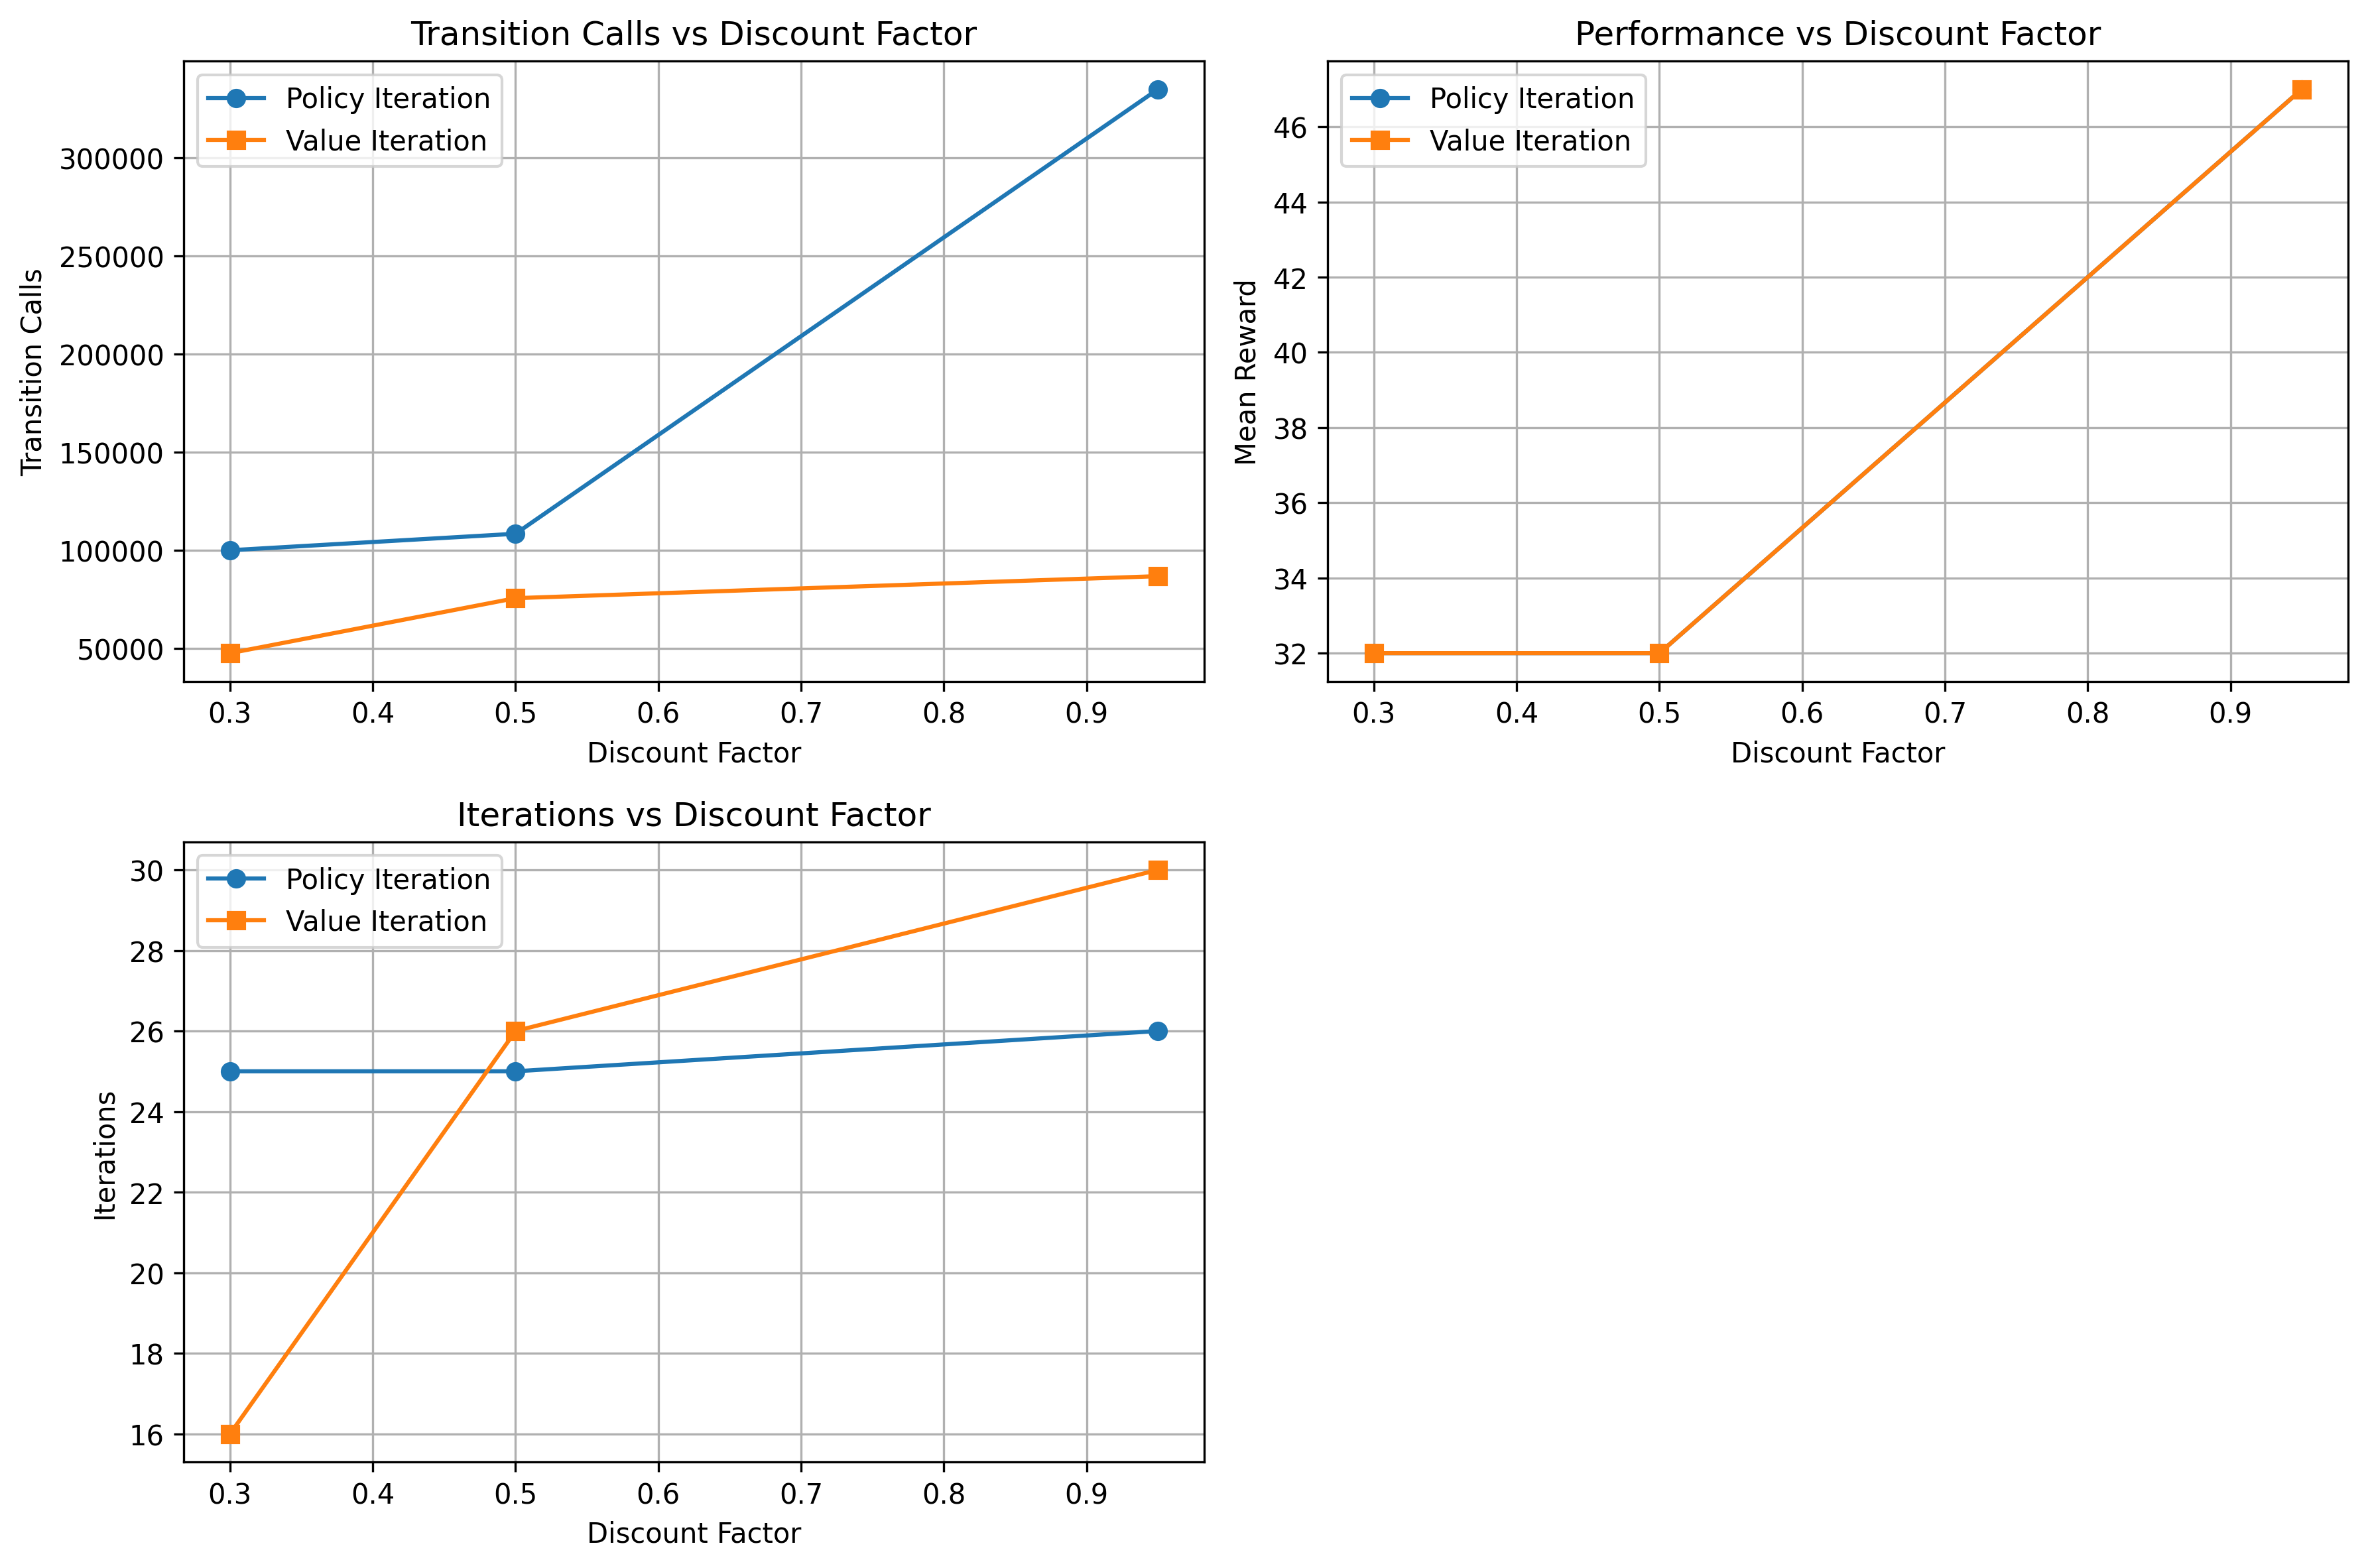 Transition Calls vs Discount Factor
Policy Iteration
Value Iteration
Transition Calls
300000
250000
200000
150000
100000
50000
0.3 0.4 0.5 0.6 0.7 0.8 0.9
Discount Factor
Performance vs Discount Factor
Policy Iteration
Value Iteration
Mean Reward
46
44
42
40
38
36
34
32
0.3 0.4 0.5 0.6 0.7 0.8 0.9
Discount Factor
Iterations vs Discount Factor
Policy Iteration
Value Iteration
Iterations
30
28
26
24
22
20
18
16
0.3 0.4 0.5 0.6 0.7 0.8 0.9
Discount Factor